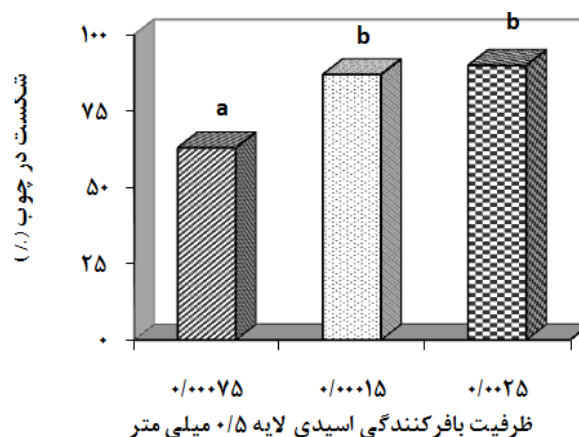 شکست در چوب (٪)
۱۰۰
۷۵
۵۰
۲۵
۰
a
b
b
۰/۰۰۰۷۵
۰/۰۰۰۱۵
۰/۰۰۲۵
ظرفیت بافرکنندگی اسیدی لایه ۰/۵ میلی متر